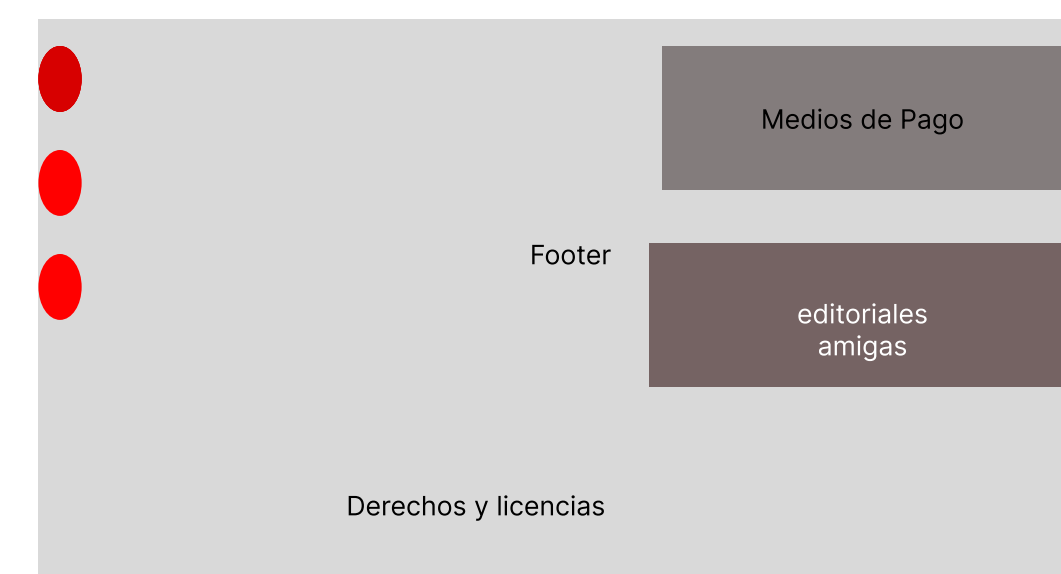 Medios de Pago
Footer
editoriales
amigas
Derechos y licencias